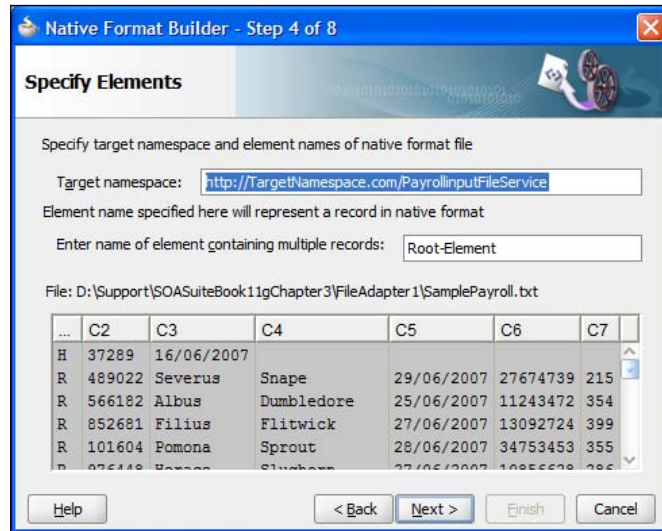 Native Format Builder - Step 4 of 8
Specify Elements
Specify target namespace and element names of native format file
Target namespace: http://TargetNamespace.com/PayrollinputFileService
Element name specified here will represent a record in native format
Enter name of element containing multiple records: Root-Element
File: D:\Support\SOASuiteBook11gChapter3\FileAdapter1\SamplePayroll.txt
... C2 C3 C4 C5 C6 C7
H 37289 16/06/2007
R 489022 Severus Snape 29/06/2007 27674739 215
R 566182 Albus Dumbledore 25/06/2007 11243472 354
R 852681 Filius Flitwick 27/06/2007 13092724 399
R 101604 Pomona Sprout 28/06/2007 34753453 355
Help < Back Next > Finish Cancel